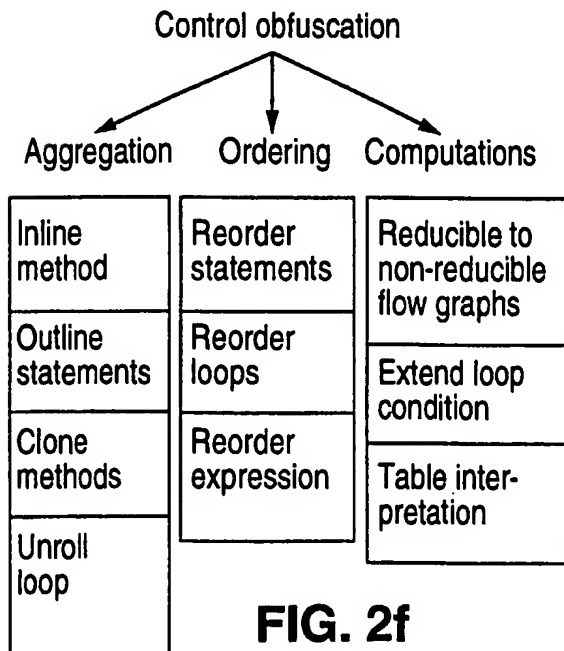 Control obfuscation
Aggregation
Ordering
Computations
Inline
method
Outline
statements
Clone
methods
Unroll
loop
Reorder
statements
Reorder
loops
Reorder
expression
Reducible to
non-reducible
flow graphs
Extend loop
condition
Table inter-
pretation
FIG. 2f